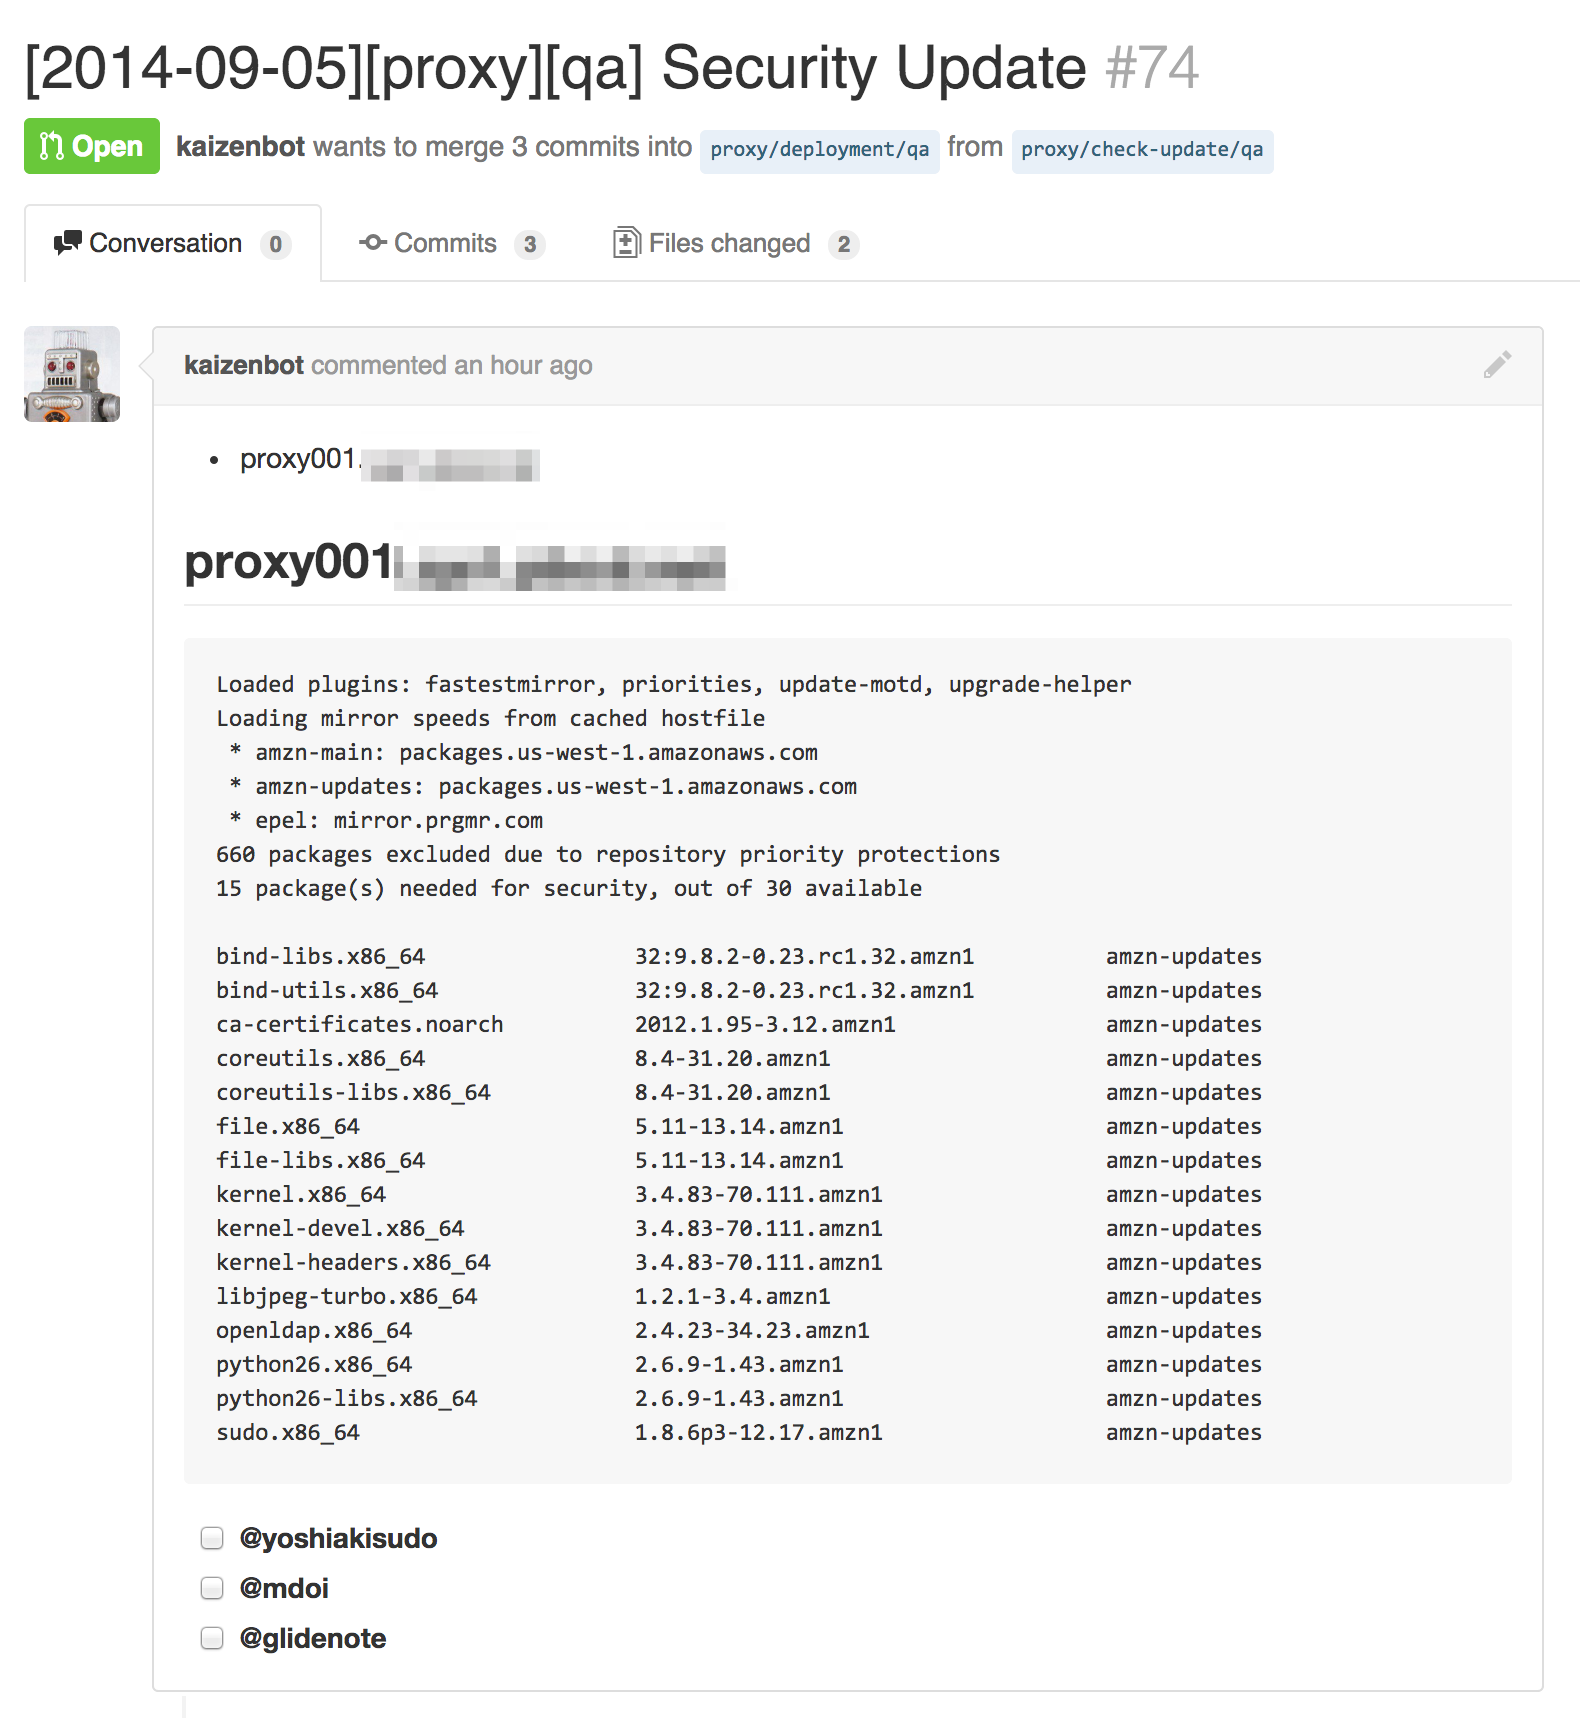 [2014-09-05][proxy][qa] Security Update #74
Open kaizenbot wants to merge 3 commits into proxy/deployment/qa from proxy/check-update/qa
Conversation 0 Commits 3 Files changed 2
kaizenbot commented an hour ago
• proxy001.
proxy001
Loaded plugins: fastestmirror, priorities, update-motd, upgrade-helper
Loading mirror speeds from cached hostfile
* amzn-main: packages.us-west-1.amazonaws.com
* amzn-updates: packages.us-west-1.amazonaws.com
* epel: mirror.prgmr.com
660 packages excluded due to repository priority protections
15 package(s) needed for security, out of 30 available
bind-libs.x86_64 32:9.8.2-0.23.rc1.32.amzn1 amzn-updates
bind-utils.x86_64 32:9.8.2-0.23.rc1.32.amzn1 amzn-updates
ca-certificates.noarch 2012.1.95-3.12.amzn1 amzn-updates
coreutils.x86_64 8.4-31.20.amzn1 amzn-updates
coreutils-libs.x86_64 8.4-31.20.amzn1 amzn-updates
file.x86_64 5.11-13.14.amzn1 amzn-updates
file-libs.x86_64 5.11-13.14.amzn1 amzn-updates
kernel.x86_64 3.4.83-70.111.amzn1 amzn-updates
kernel-devel.x86_64 3.4.83-70.111.amzn1 amzn-updates
kernel-headers.x86_64 3.4.83-70.111.amzn1 amzn-updates
libjpeg-turbo.x86_64 1.2.1-3.4.amzn1 amzn-updates
openldap.x86_64 2.4.23-34.23.amzn1 amzn-updates
python26.x86_64 2.6.9-1.43.amzn1 amzn-updates
python26-libs.x86_64 2.6.9-1.43.amzn1 amzn-updates
sudo.x86_64 1.8.6p3-12.17.amzn1 amzn-updates
@yoshiakisudo
@mdoi
@glidenote